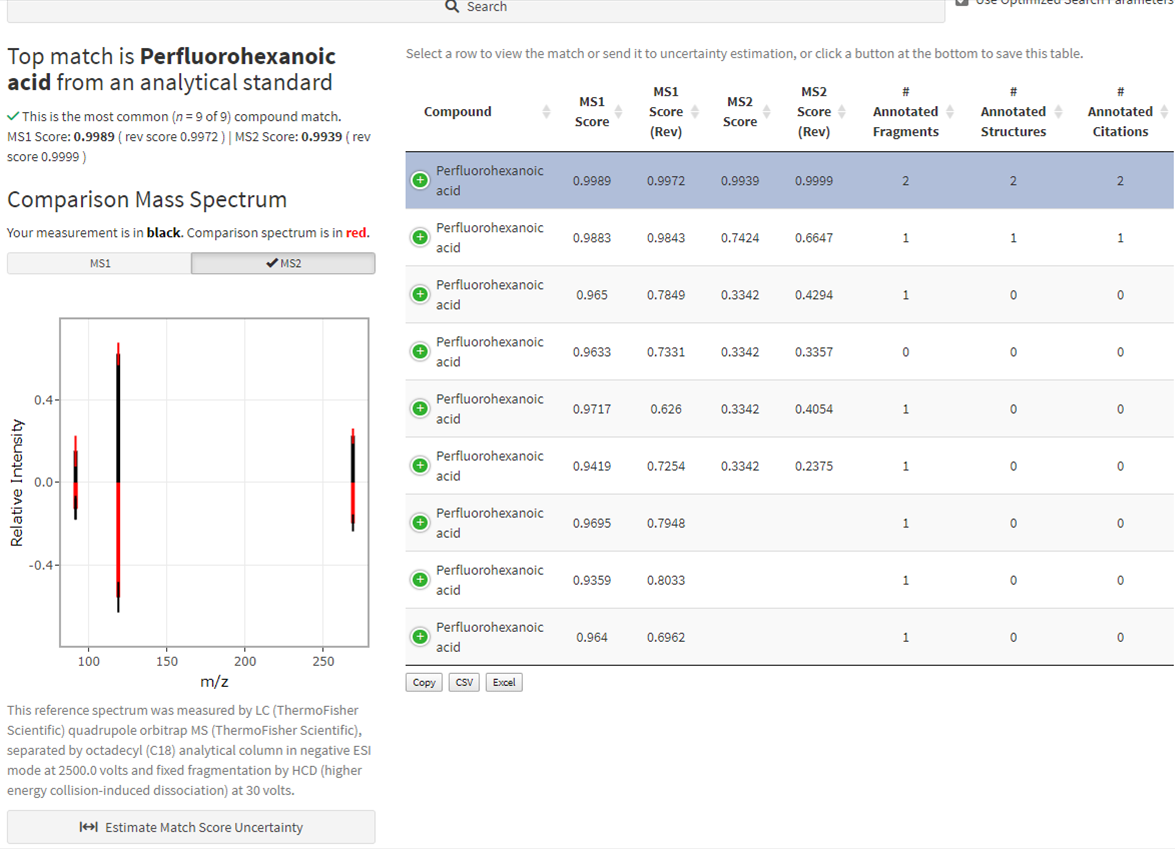 Search
Use Optimized Search Parameters
Top match is Perfluorohexanoic
acid from an analytical standard
This is the most common (n = 9 of 9) compound match.
MS1 Score: 0.9989 ( rev score 0.9972 ) | MS2 Score: 0.9939 ( rev
score 0.9999 )
Comparison Mass Spectrum
Your measurement is in black. Comparison spectrum is in red.
MS1 MS2
Relative Intensity
0.4
0.0
-0.4
100 150 200 250
m/z
This reference spectrum was measured by LC (ThermoFisher
Scientific) quadrupole orbitrap MS (ThermoFisher Scientific),
separated by octadecyl (C18) analytical column in negative ESI
mode at 2500.0 volts and fixed fragmentation by HCD (higher
energy collision-induced dissociation) at 30 volts.
Estimate Match Score Uncertainty
Select a row to view the match or send it to uncertainty estimation, or click a button at the bottom to save this table.
Compound
MS1
Score
MS1
Score
(Rev)
MS2
Score
MS2
Score
(Rev)
#
Annotated
Fragments
#
Annotated
Structures
#
Annotated
Citations
Perfluorohexanoic
acid
0.9989 0.9972 0.9939 0.9999 2 2 2
Perfluorohexanoic
acid
0.9883 0.9843 0.7424 0.6647 1 1 1
Perfluorohexanoic
acid
0.965 0.7849 0.3342 0.4294 1 0 0
Perfluorohexanoic
acid
0.9633 0.7331 0.3342 0.3357 0 0 0
Perfluorohexanoic
acid
0.9717 0.626 0.3342 0.4054 1 0 0
Perfluorohexanoic
acid
0.9419 0.7254 0.3342 0.2375 1 0 0
Perfluorohexanoic
acid
0.9695 0.7948 1 0 0
Perfluorohexanoic
acid
0.9359 0.8033 1 0 0
Perfluorohexanoic
acid
0.964 0.6962 1 0 0
Copy CSV Excel